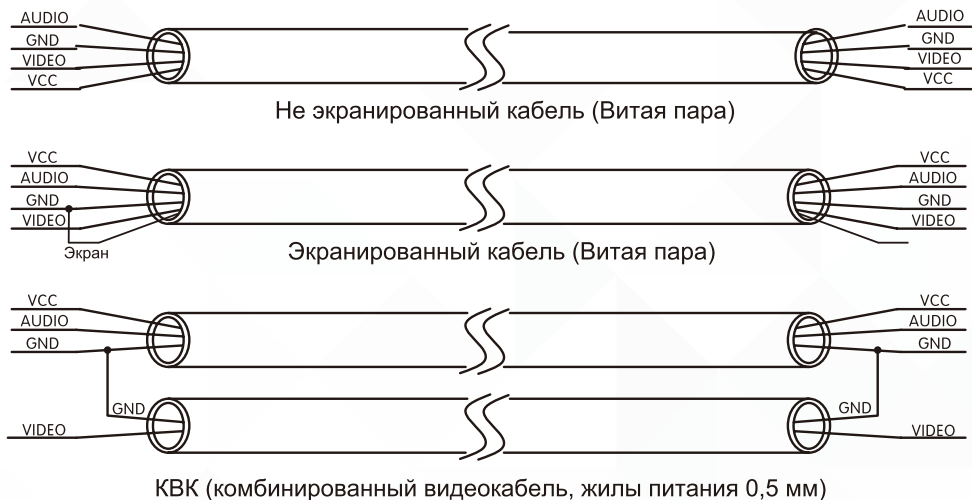 AUDIO AUDIO
GND GND
VIDEO VIDEO
VCC VCC
Не экранированный кабель (Витая пара)
VCC VCC
AUDIO AUDIO
GND GND
VIDEO VIDEO
Экран
Экранированный кабель (Витая пара)
VCC VCC
AUDIO AUDIO
GND GND
GND GND
VIDEO VIDEO
КВК (комбинированный видеокабель, жилы питания 0,5 мм)